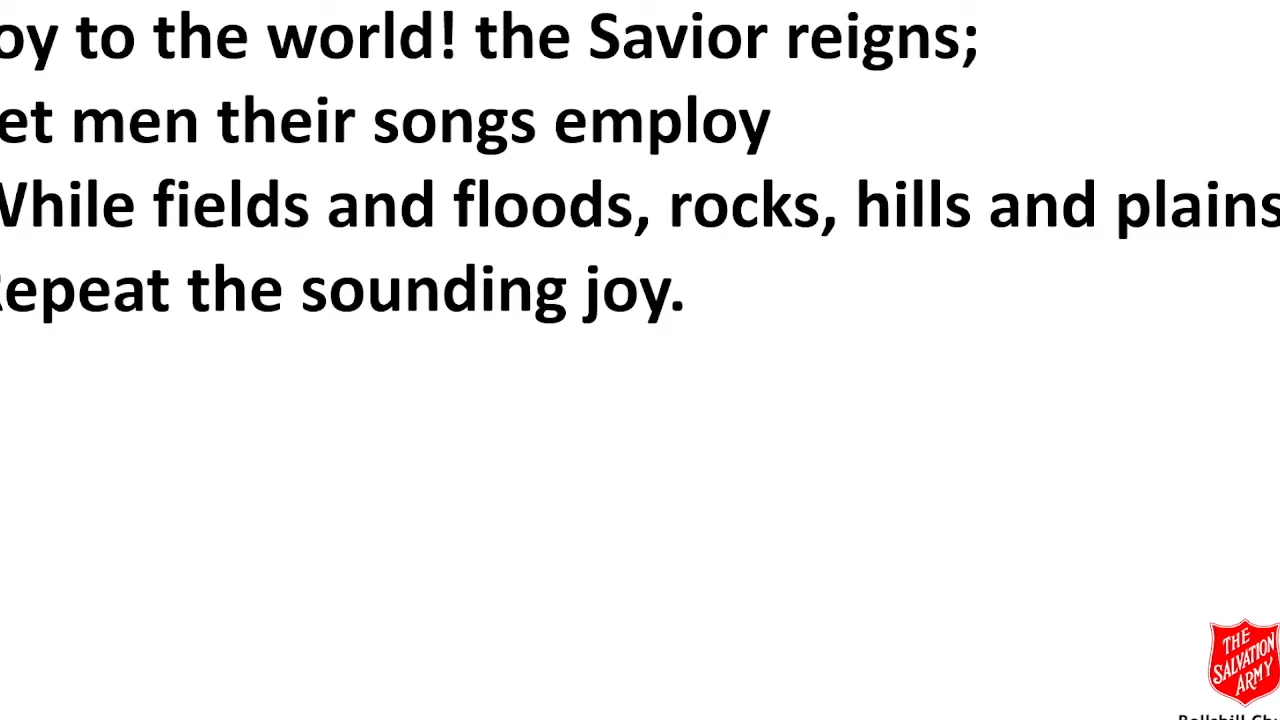 oy to the world! the Savior reigns;
et men their songs employ
While fields and floods, rocks, hills and plains
Repeat the sounding joy.
THE
SALVATION
ARMY